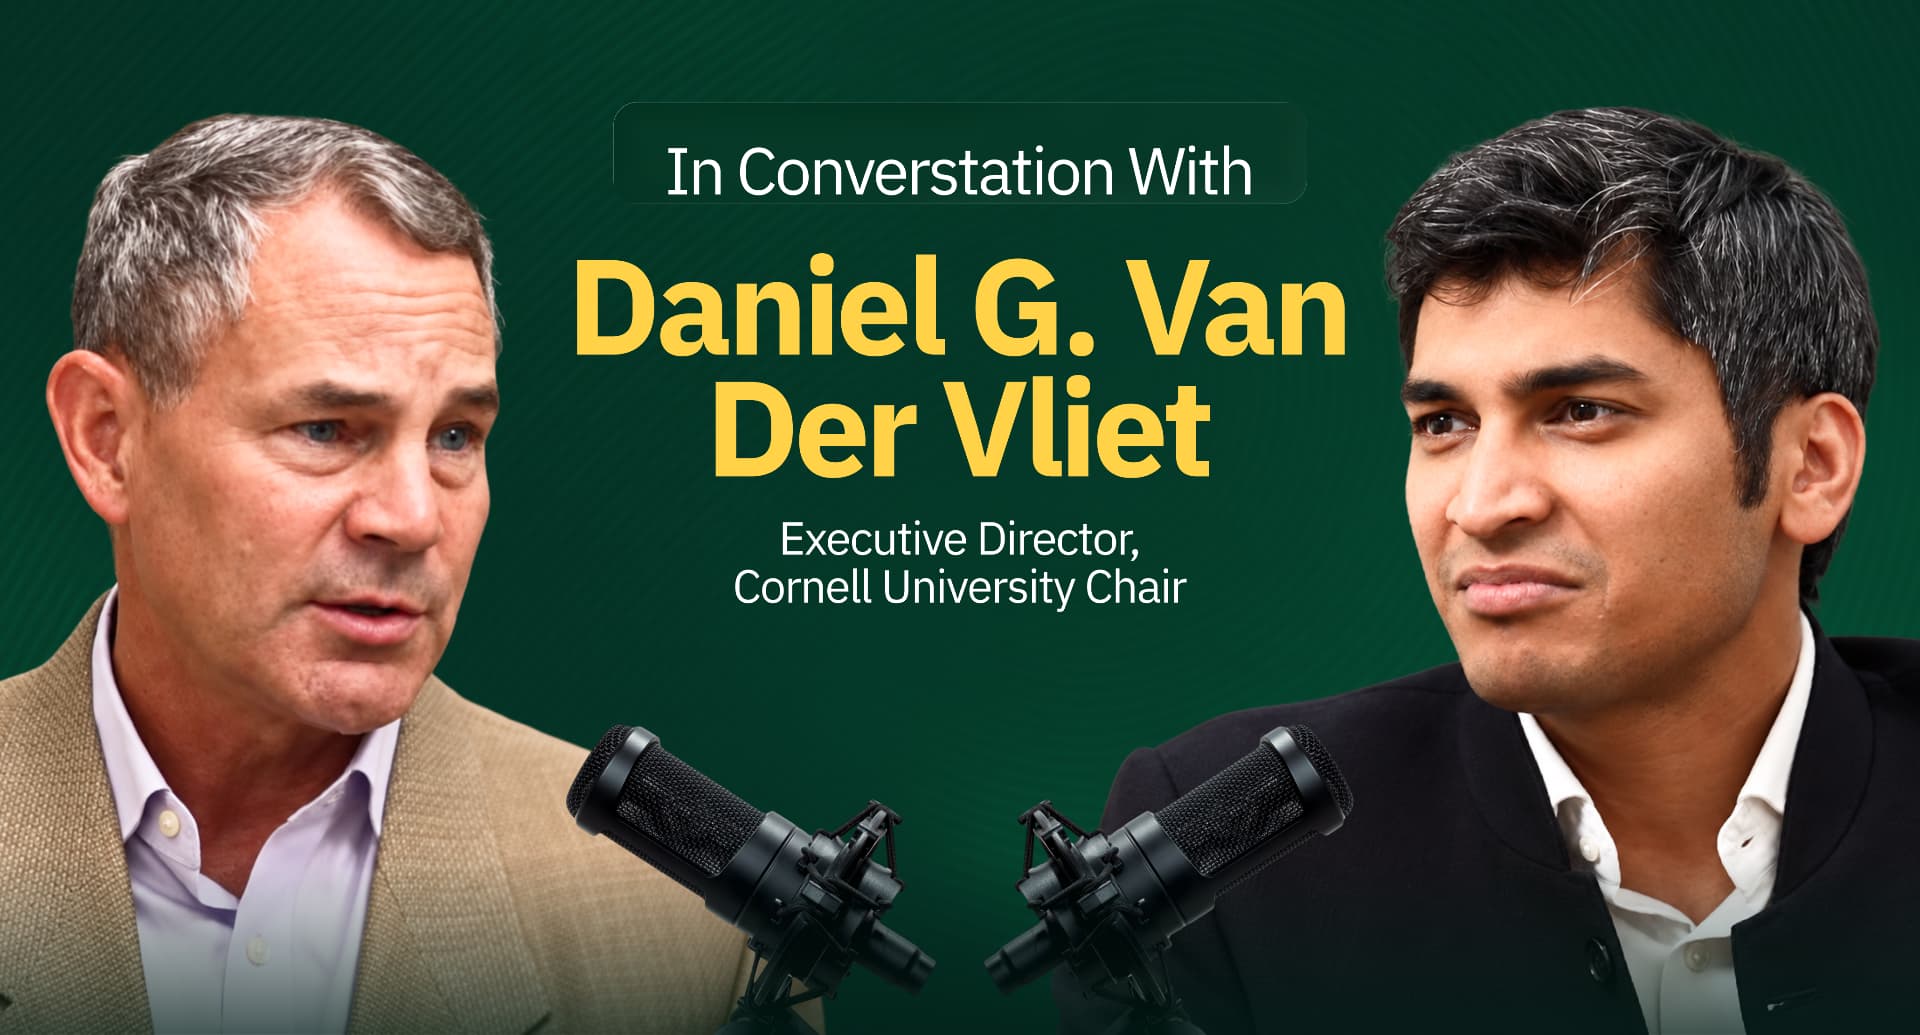 In Converstation With
Daniel G. Van
Der Vliet
Executive Director,
Cornell University Chair